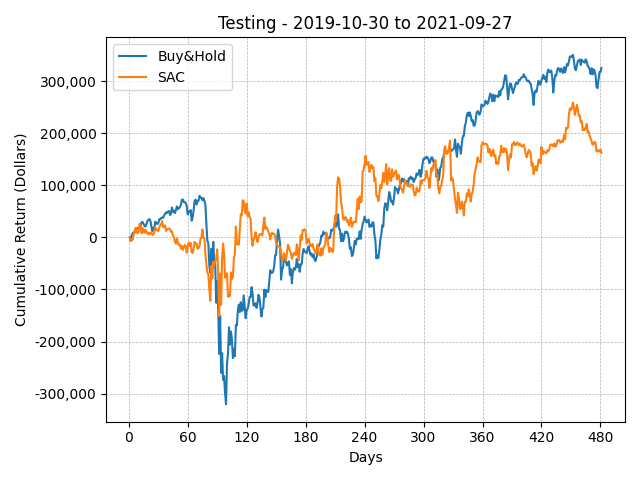 Testing - 2019-10-30 to 2021-09-27
Buy&Hold
SAC
300,000
200,000
100,000
0
-100,000
-200,000
-300,000
Cumulative Return (Dollars)
0 60 120 180 240 300 360 420 480
Days